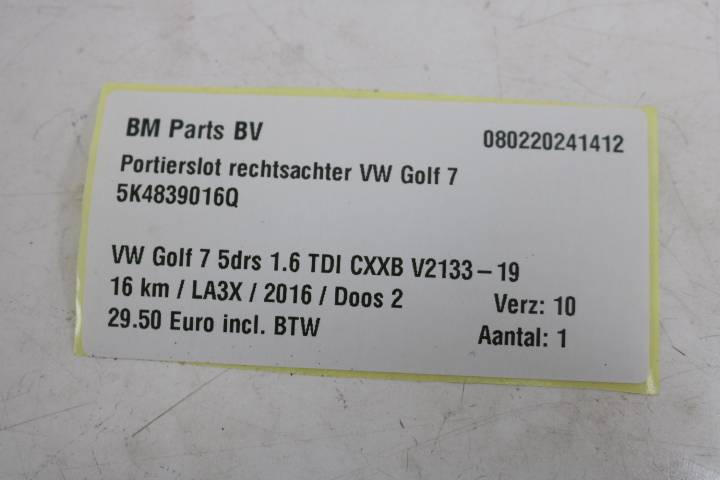 BM Parts BV 080220241412
Portierslot rechtsachter VW Golf 7
5K4839016Q
VW Golf 7 5drs 1.6 TDI CXXB V2133-19
16 km / LA3X / 2016 / Doos 2 Verz: 10
29.50 Euro incl. BTW Aantal: 1